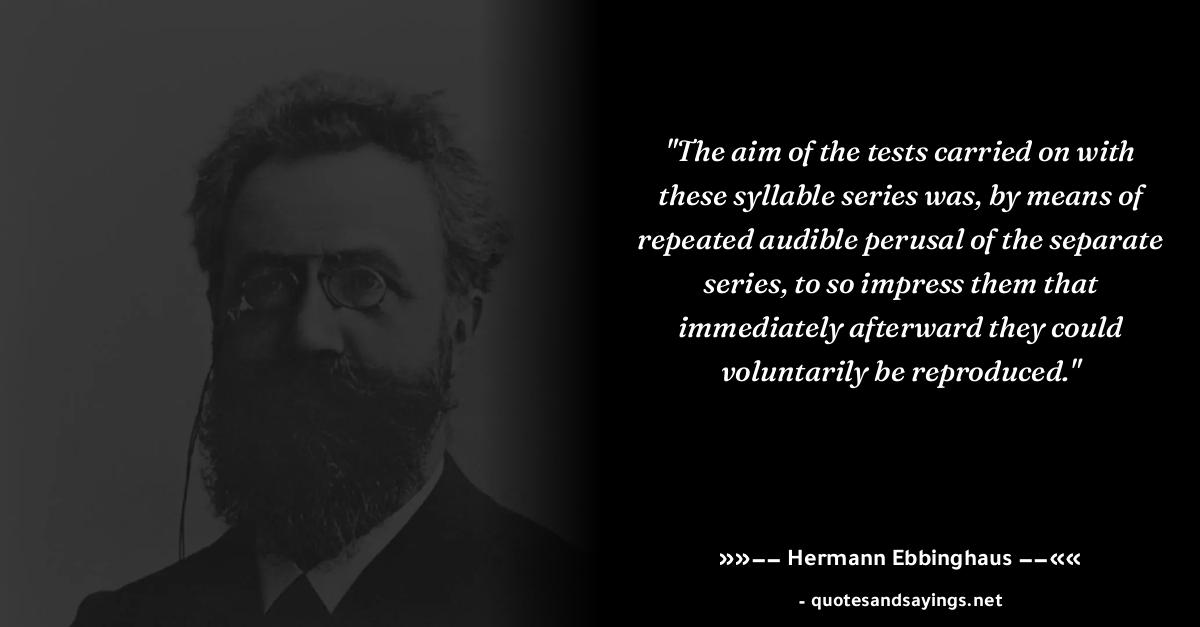 "The aim of the tests carried on with
these syllable series was, by means of
repeated audible perusal of the separate
series, to so impress them that
immediately afterward they could
voluntarily be reproduced."
»»–– Hermann Ebbinghaus ––««
- quotesandsayings.net